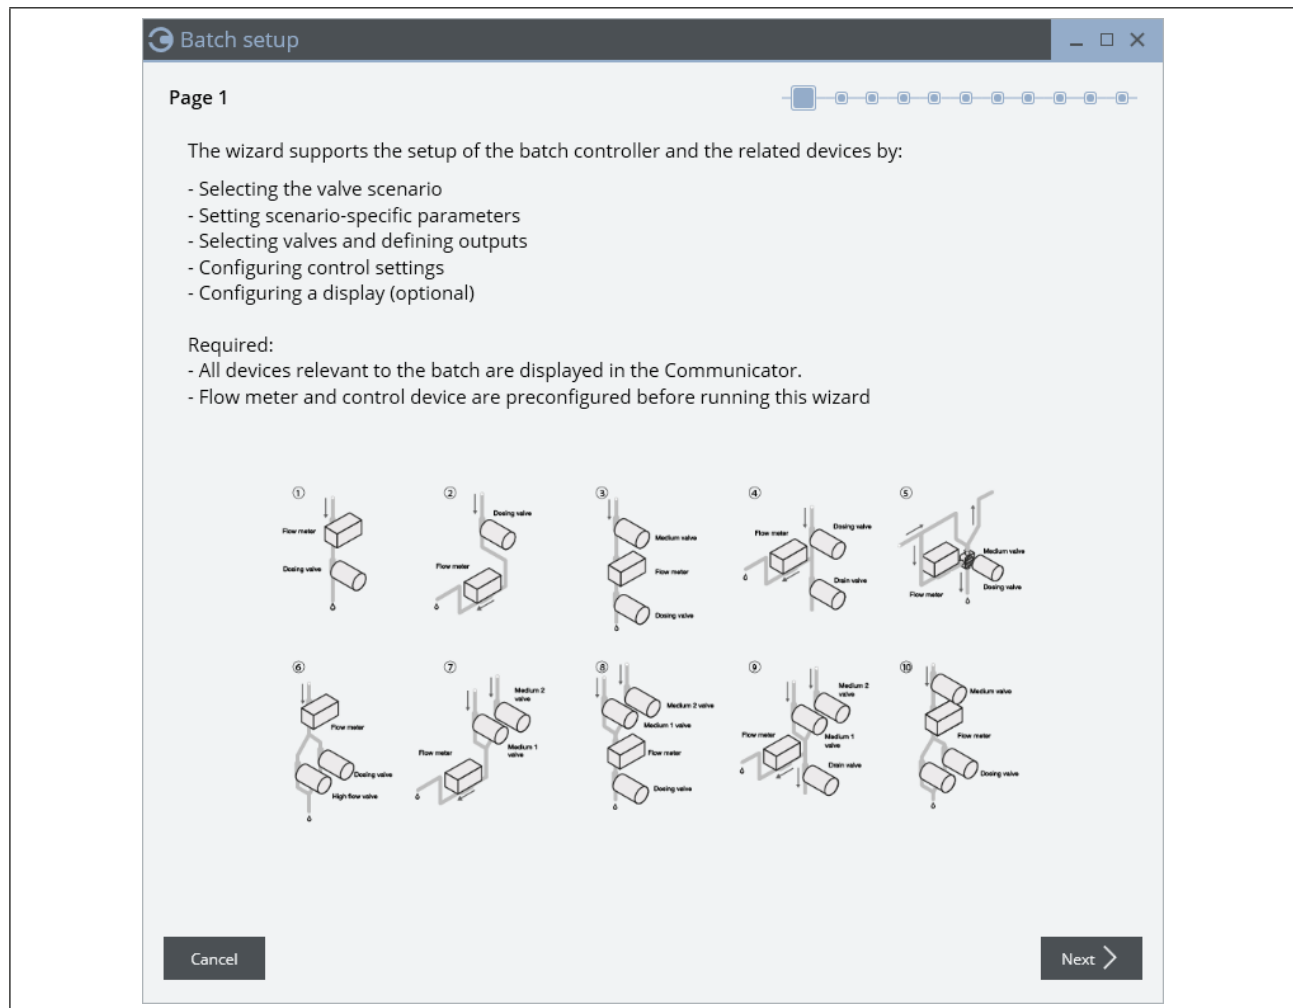 Batch setup
Page 1
The wizard supports the setup of the batch controller and the related devices by:
- Selecting the valve scenario
- Setting scenario-specific parameters
- Selecting valves and defining outputs
- Configuring control settings
- Configuring a display (optional)
Required:
- All devices relevant to the batch are displayed in the Communicator.
- Flow meter and control device are preconfigured before running this wizard
①
Flow meter
Dosing valve
②
Dosing valve
Flow meter
③
Medium valve
Flow meter
Dosing valve
④
Dosing valve
Flow meter
Drain valve
⑤
Medium valve
Dosing valve
Flow meter
⑥
Flow meter
Dosing valve
High flow valve
⑦
Medium 2
valve
Medium 1
valve
Flow meter
⑧
Medium 2 valve
Medium 1 valve
Flow meter
Dosing valve
⑨
Medium 2
valve
Flow meter
Medium 1
valve
Drain valve
⑩
Medium valve
Flow meter
Dosing valve
Cancel
Next